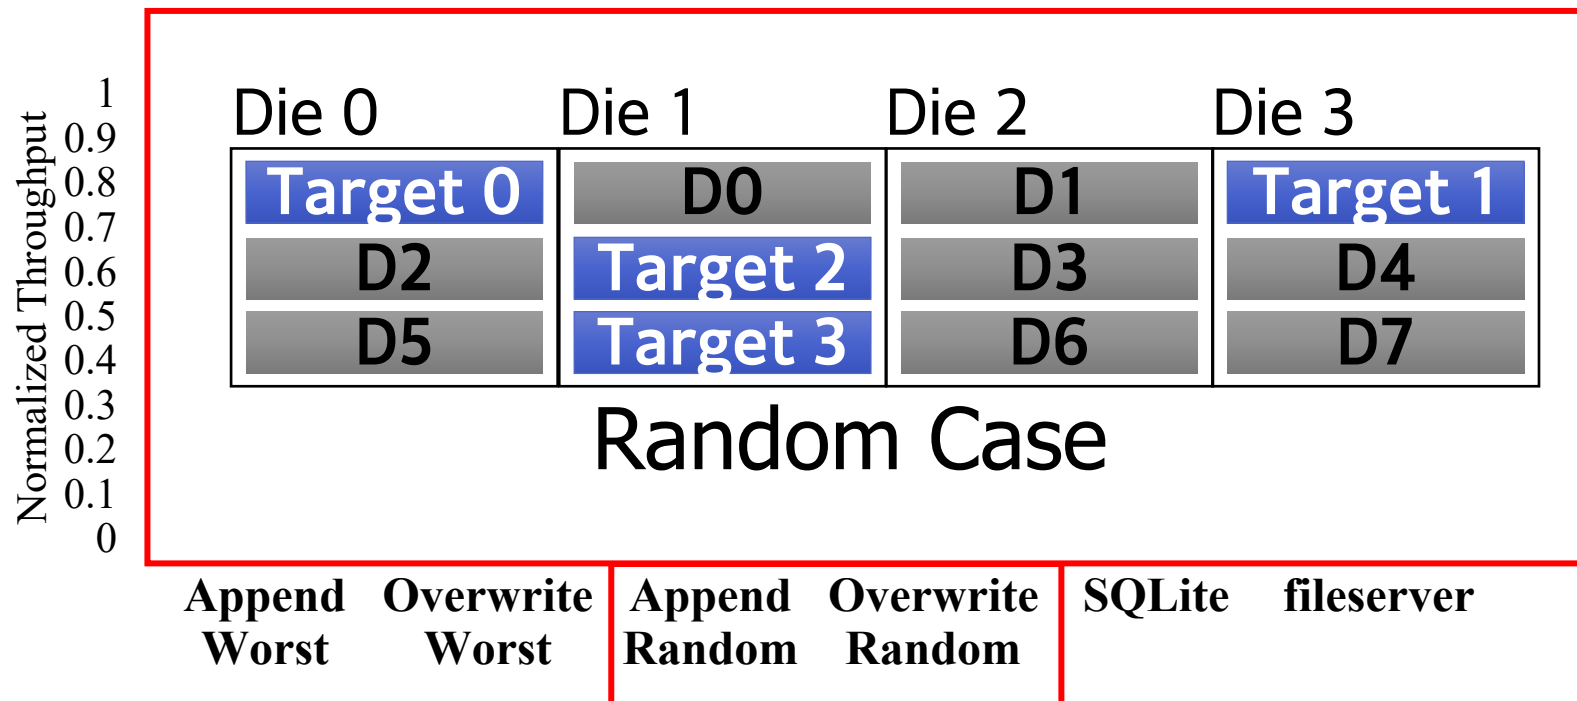 Normalized Throughput
1
0.9
0.8
0.7
0.6
0.5
0.4
0.3
0.2
0.1
0
Die 0 Die 1 Die 2 Die 3
Target 0 D0 D1 Target 1
D2 Target 2 D3 D4
D5 Target 3 D6 D7
Random Case
Append Overwrite Append Overwrite SQLite fileserver
Worst Worst Random Random